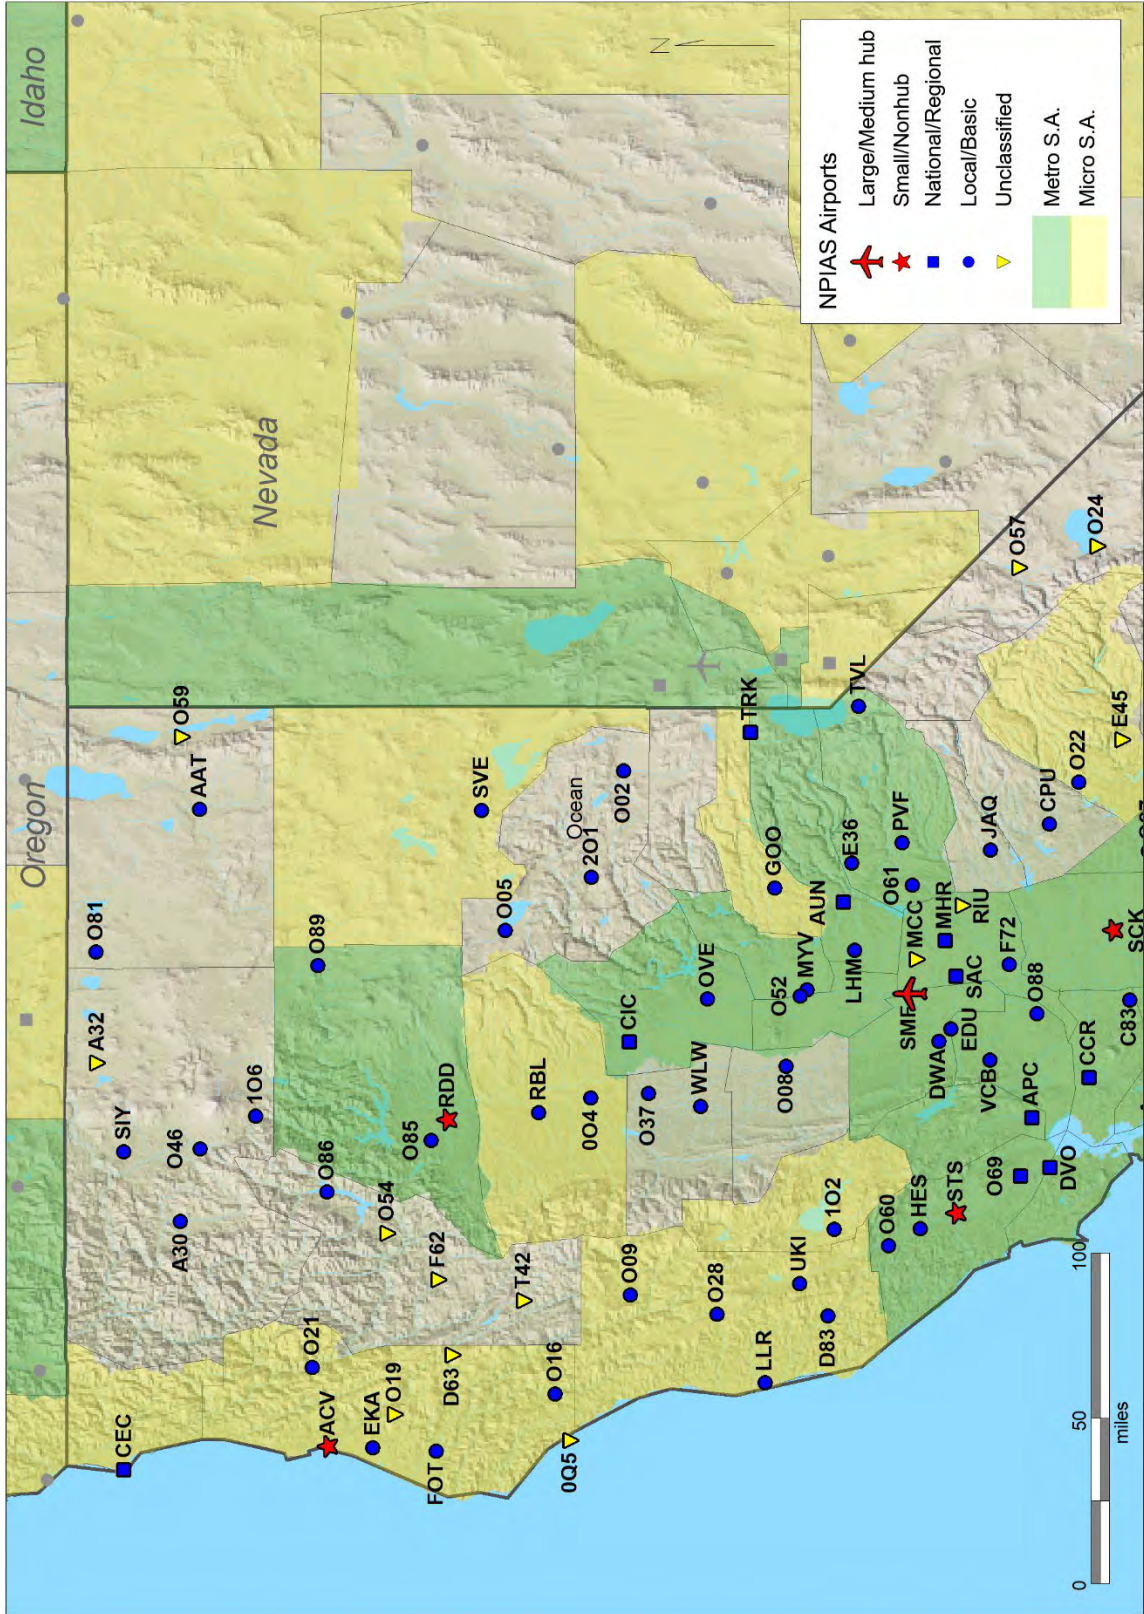 Idaho
Oregon
Nevada
N
NPIAS Airports
Large/Medium hub
Small/Nonhub
National/Regional
Local/Basic
Unclassified
Metro S.A.
Micro S.A.
CEC
SIY
A32
O81
A30
O46
AAT
O59
1O6
O21
ACV
O86
O89
EKA
O19
O54
O85
RDD
FOT
D63
F62
SVE
T42
RBL
O05
O16
0Q5
0O4
2O1
Ocean
O02
O09
O37
CIC
O28
WLW
OVE
LLR
UKI
D83
1O2
O08
O52
MYV
GOO
TRK
AUN
E36
LHM
TVL
O60
HES
STS
SMF
MCC
O61
PVF
DWA
EDU
SAC
MHR
RIU
VCB
F72
JAQ
O57
O69
DVO
APC
O88
CPU
O22
CCR
O24
C83
SCK
E45
0
50
100
miles